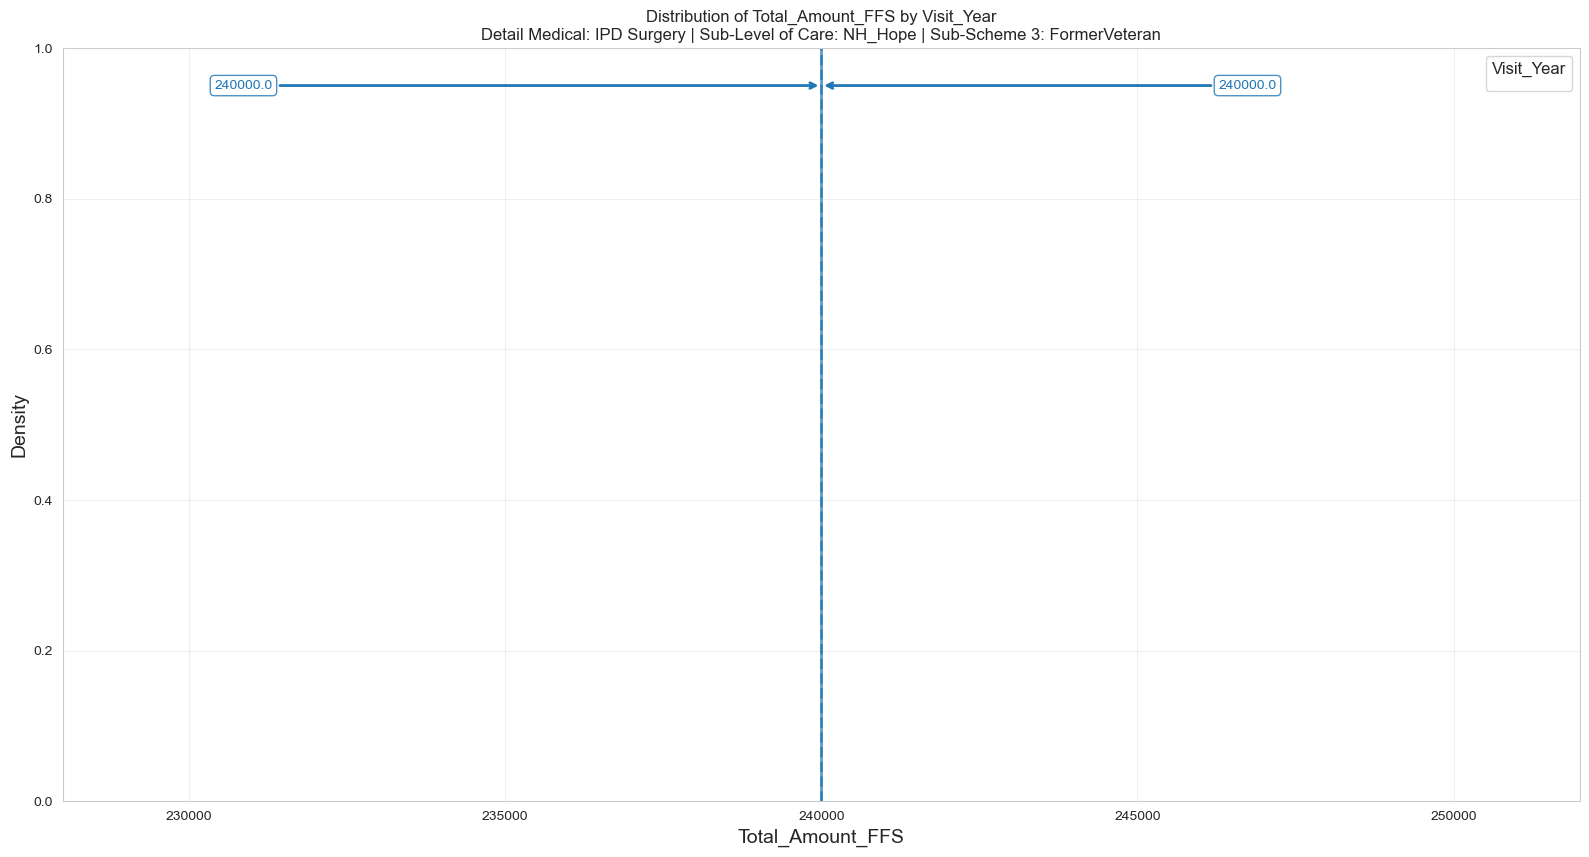 Distribution of Total_Amount_FFS by Visit_Year
Detail Medical: IPD Surgery | Sub-Level of Care: NH_Hope | Sub-Scheme 3: FormerVeteran
Visit_Year
240000.0
240000.0
1.0
0.8
0.6
0.4
0.2
0.0
Density
230000
235000
240000
245000
250000
Total_Amount_FFS